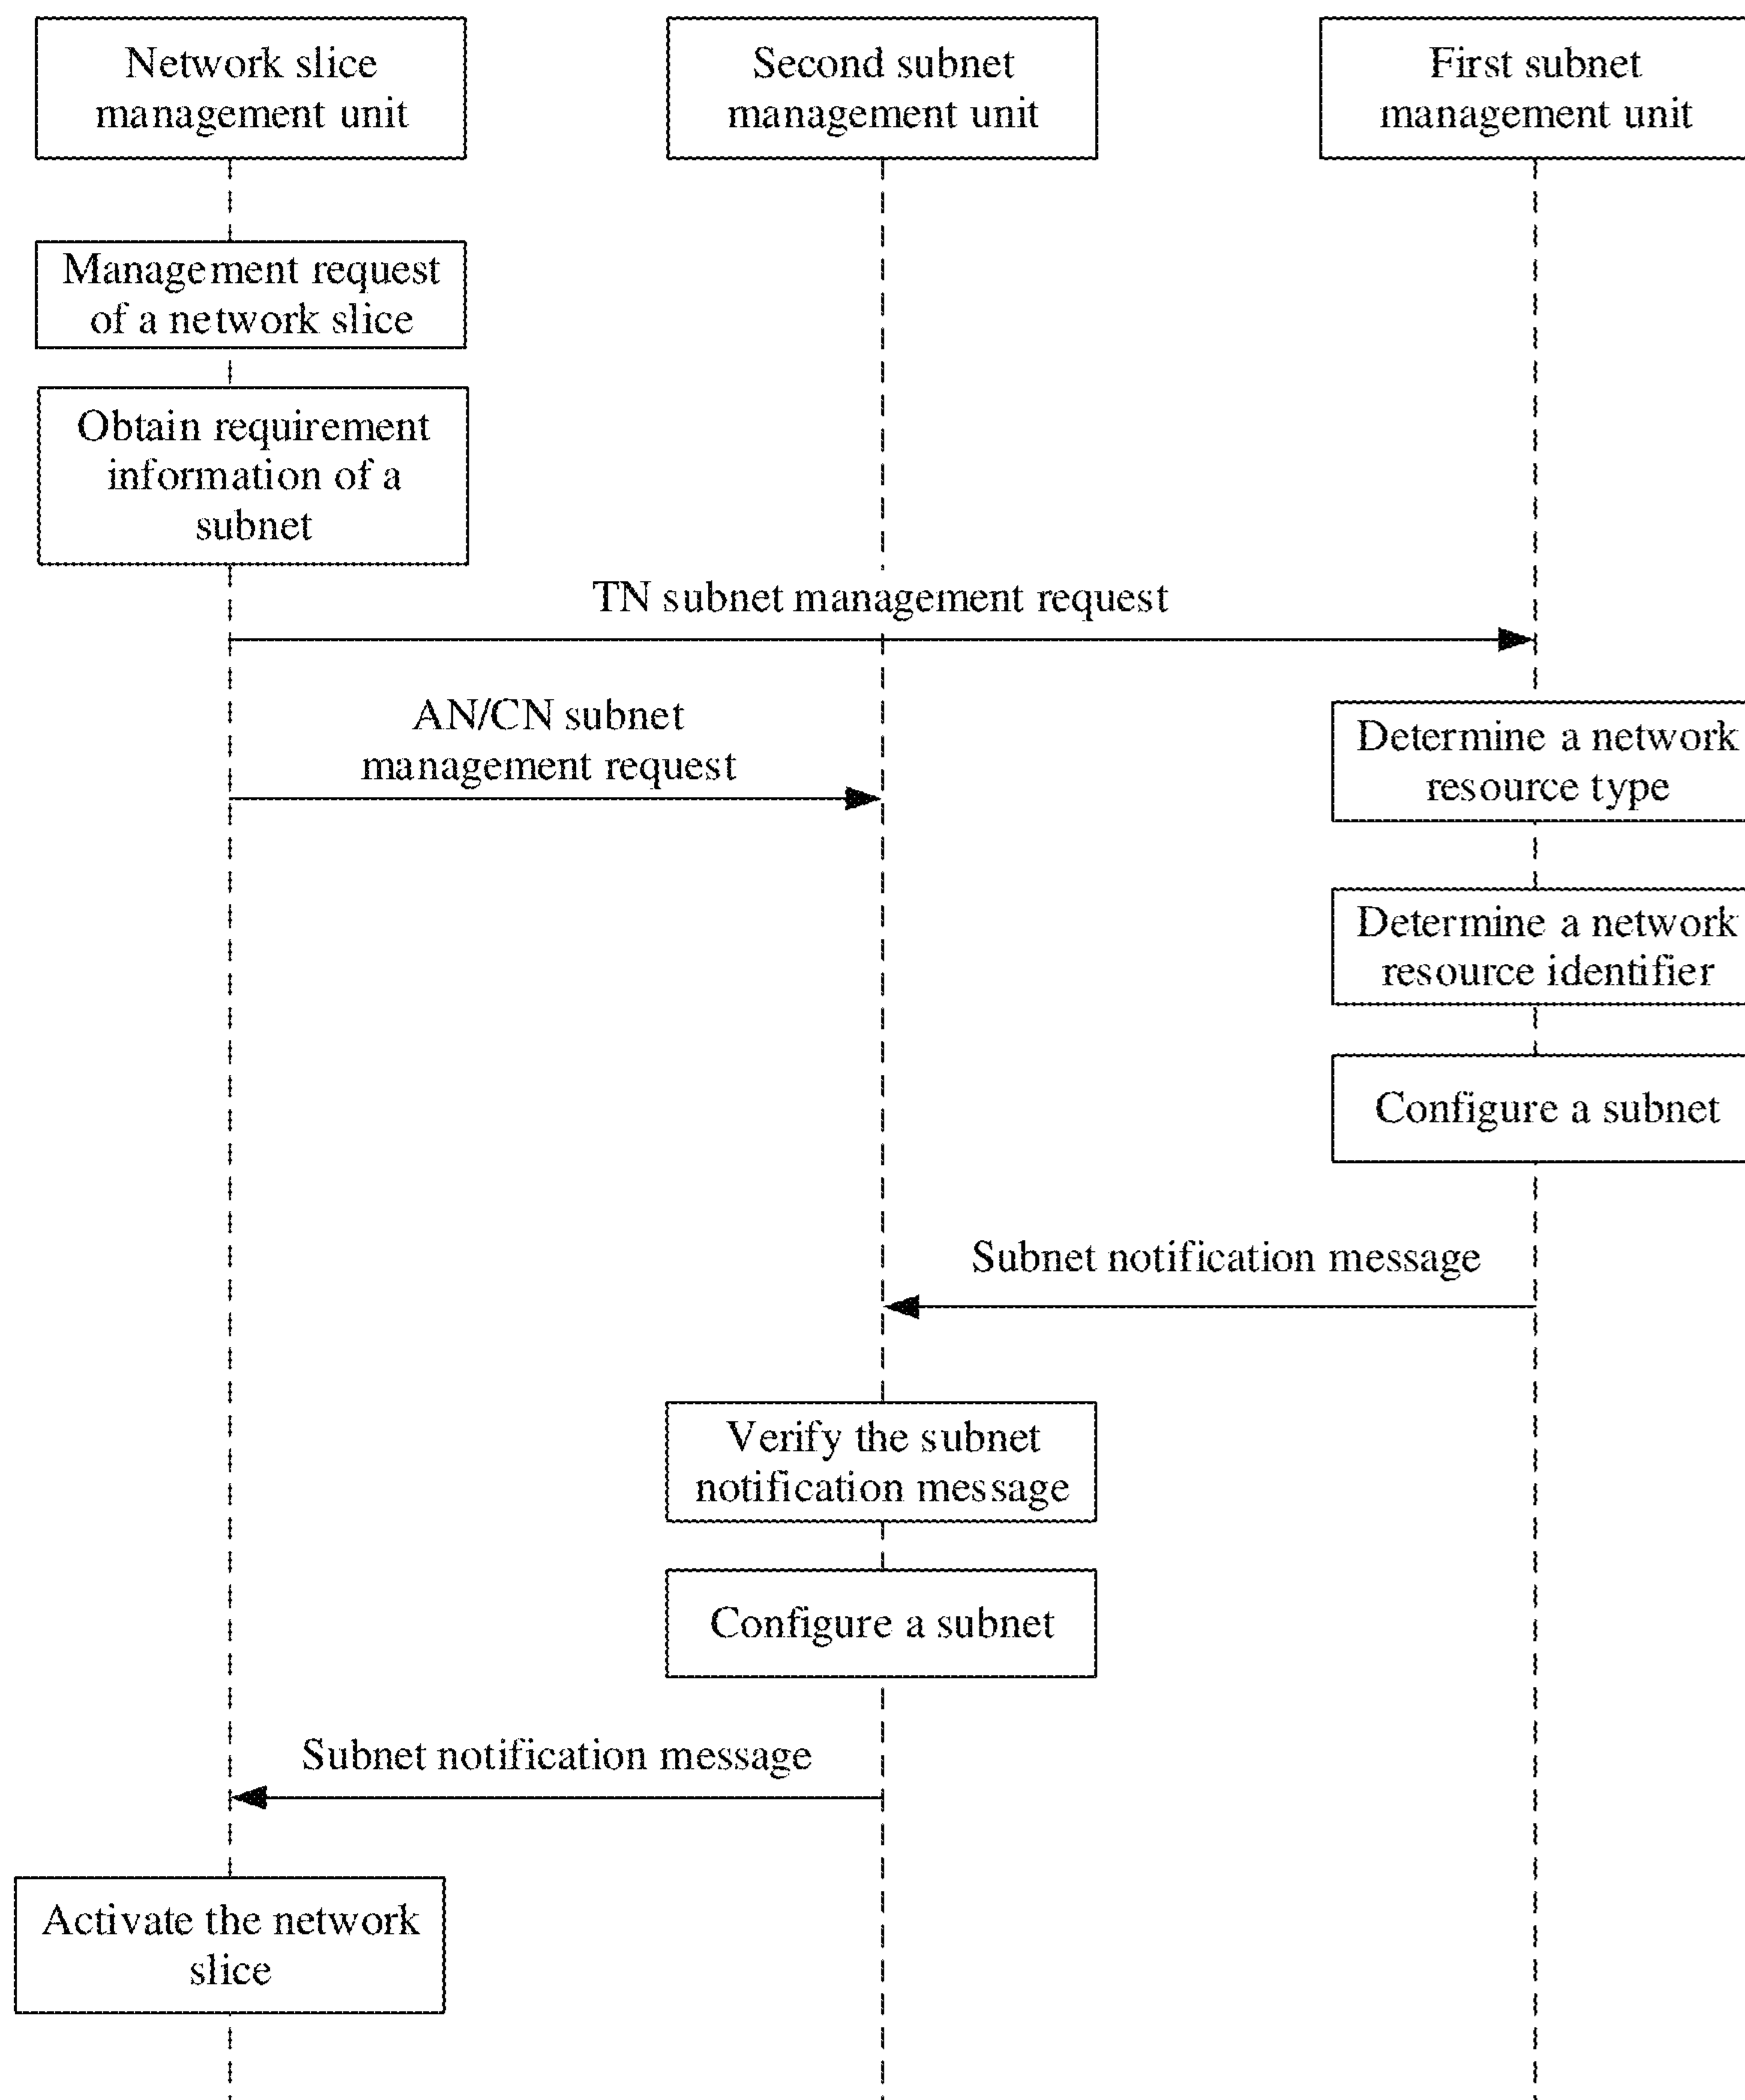 Network slice
management unit
Second subnet
management unit
First subnet
management unit
Management request
of a network slice
Obtain requirement
information of a
subnet
TN subnet management request
AN/CN subnet
management request
Determine a network
resource type
Determine a network
resource identifier
Configure a subnet
Subnet notification message
Verify the subnet
notification message
Configure a subnet
Subnet notification message
Activate the network
slice